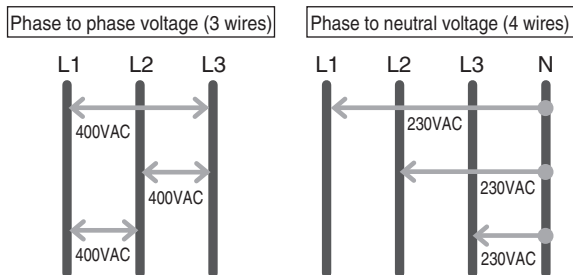 Phase to phase voltage (3 wires)
L1 L2 L3
400VAC
400VAC
400VAC
Phase to neutral voltage (4 wires)
L1 L2 L3 N
230VAC
230VAC
230VAC